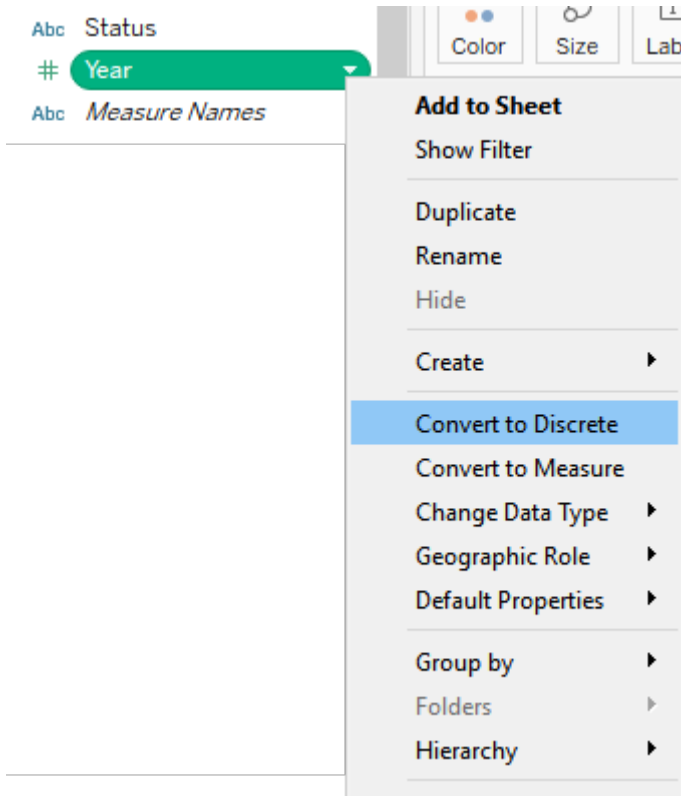 Abc Status
# Year
Abc Measure Names
Color
Size
Lab
Add to Sheet
Show Filter
Duplicate
Rename
Hide
Create
Convert to Discrete
Convert to Measure
Change Data Type
Geographic Role
Default Properties
Group by
Folders
Hierarchy